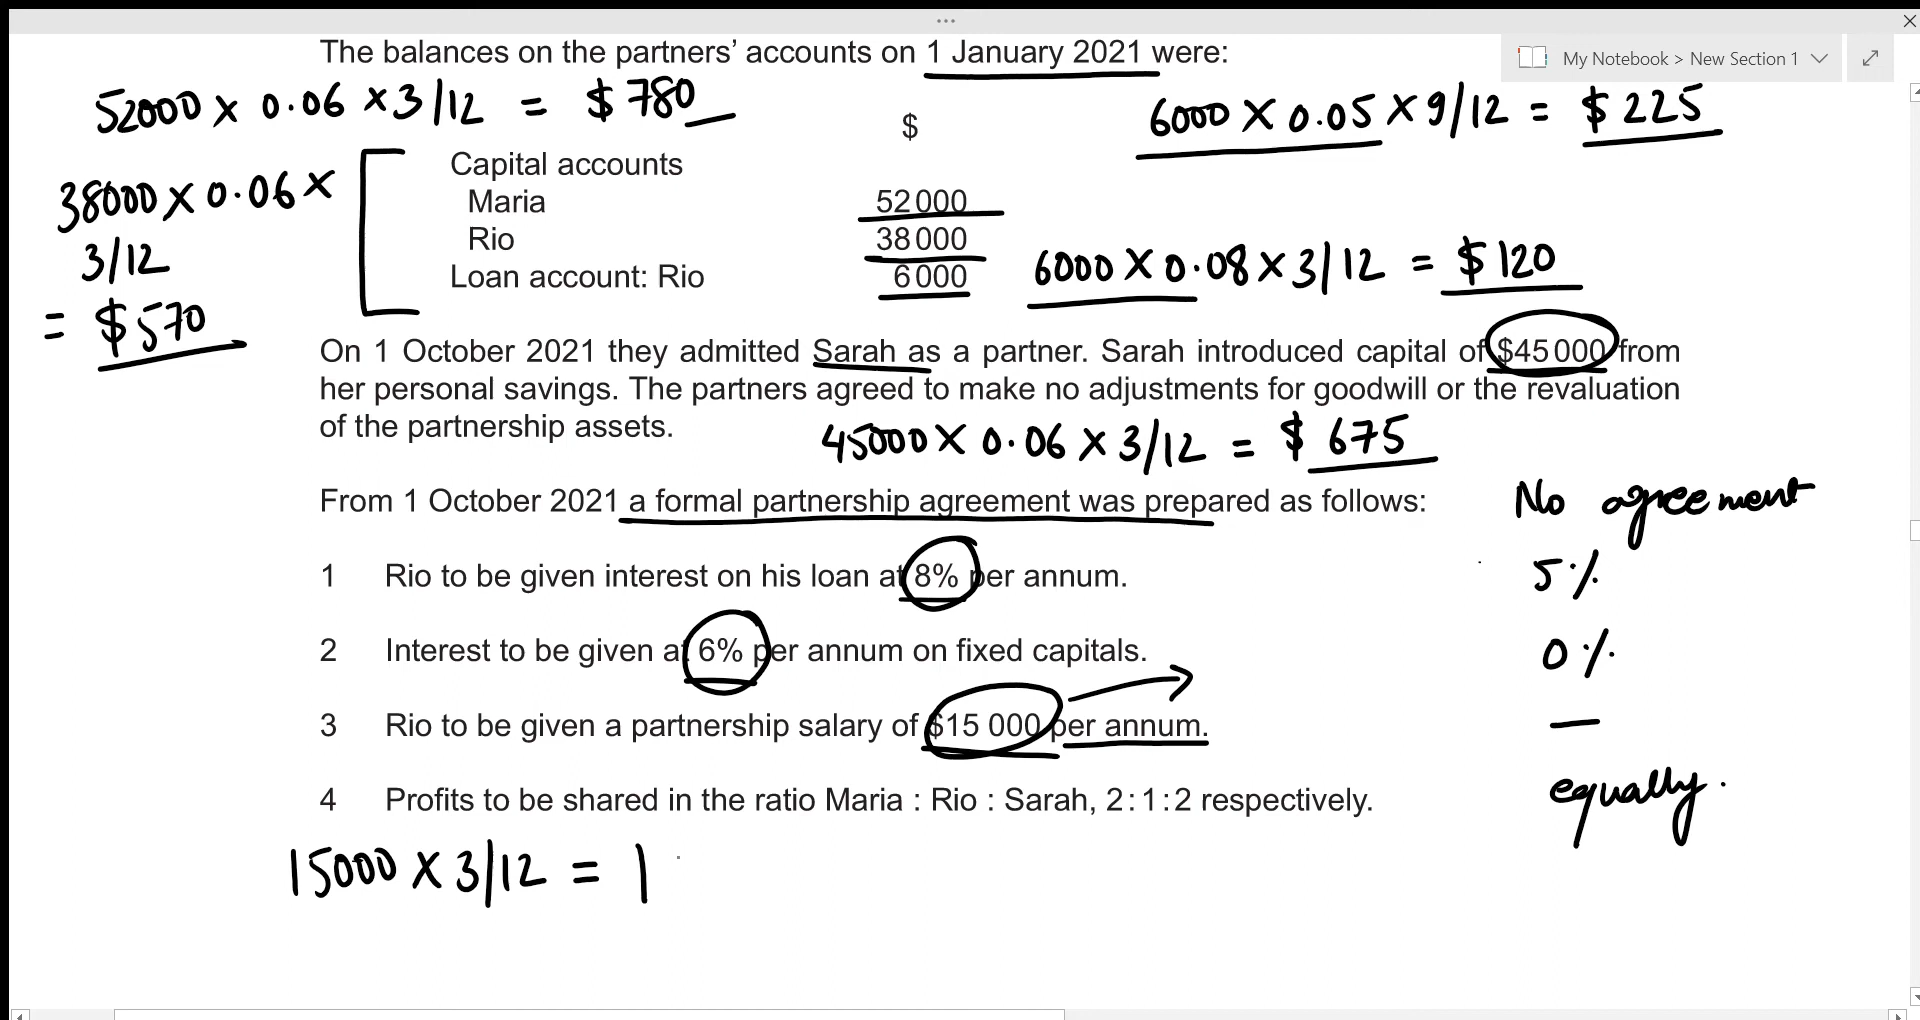 The balances on the partners' accounts on 1 January 2021 were:
My Notebook > New Section 1
52000 x 0.06 x 3/12 = $780
6000 x 0.05 x 9/12 = $225
$
38000 x 0.06 x
3/12
= $570
Capital accounts
Maria 52 000
Rio 38 000
Loan account: Rio 6 000
6000 x 0.08 x 3/12 = $120
On 1 October 2021 they admitted Sarah as a partner. Sarah introduced capital of $45 000 from
her personal savings. The partners agreed to make no adjustments for goodwill or the revaluation
of the partnership assets.
45000 x 0.06 x 3/12 = $675
From 1 October 2021 a formal partnership agreement was prepared as follows:
No agreement
1 Rio to be given interest on his loan at 8% per annum.
5%
2 Interest to be given at 6% per annum on fixed capitals.
0%
3 Rio to be given a partnership salary of $15 000 per annum.
—
4 Profits to be shared in the ratio Maria : Rio : Sarah, 2 : 1 : 2 respectively.
equally.
15000 x 3/12 = 1